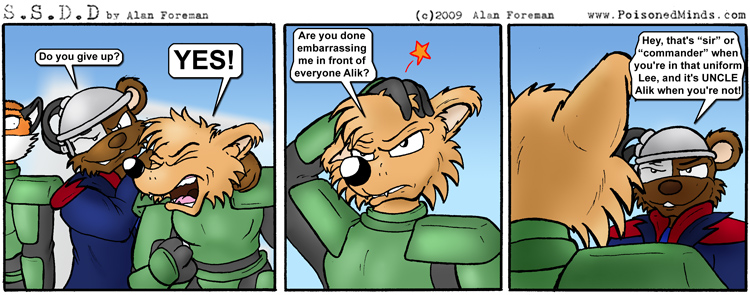 S.S.D.D by Alan Foreman (c)2009 Alan Foreman www.PoisonedMinds.com
Do you give up?
YES!
Are you done
embarrassing
me in front of
everyone Alik?
Hey, that's "sir" or
"commander" when
you're in that uniform
Lee, and it's UNCLE
Alik when you're not!